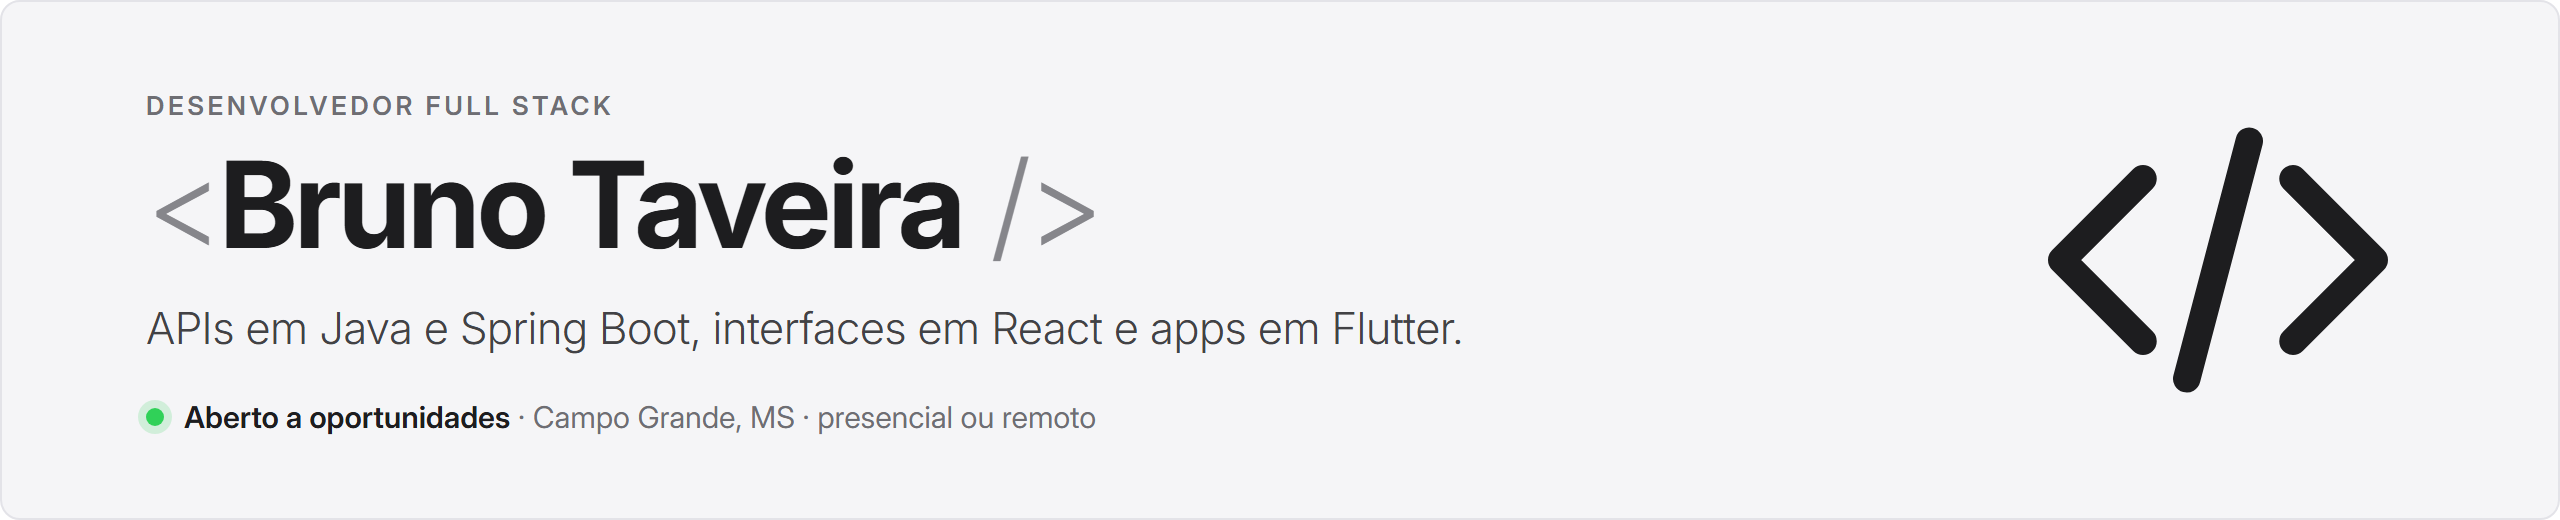 DESENVOLVEDOR FULL STACK
<Bruno Taveira />
APIs em Java e Spring Boot, interfaces em React e apps em Flutter.
Aberto a oportunidades · Campo Grande, MS · presencial ou remoto